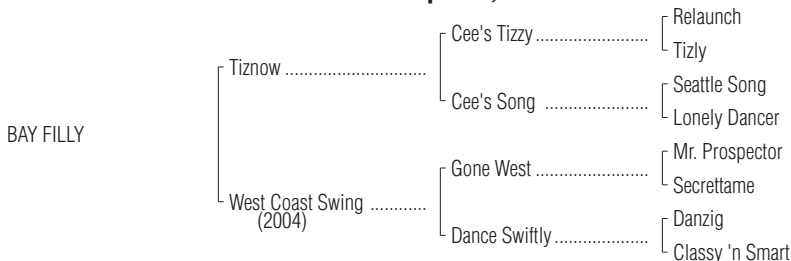 Relaunch
Cee's Tizzy
Tizly
Tiznow
Seattle Song
Cee's Song
Lonely Dancer
BAY FILLY
Mr. Prospector
Gone West
Secrettame
West Coast Swing
(2004)
Danzig
Dance Swiftly
Classy 'n Smart